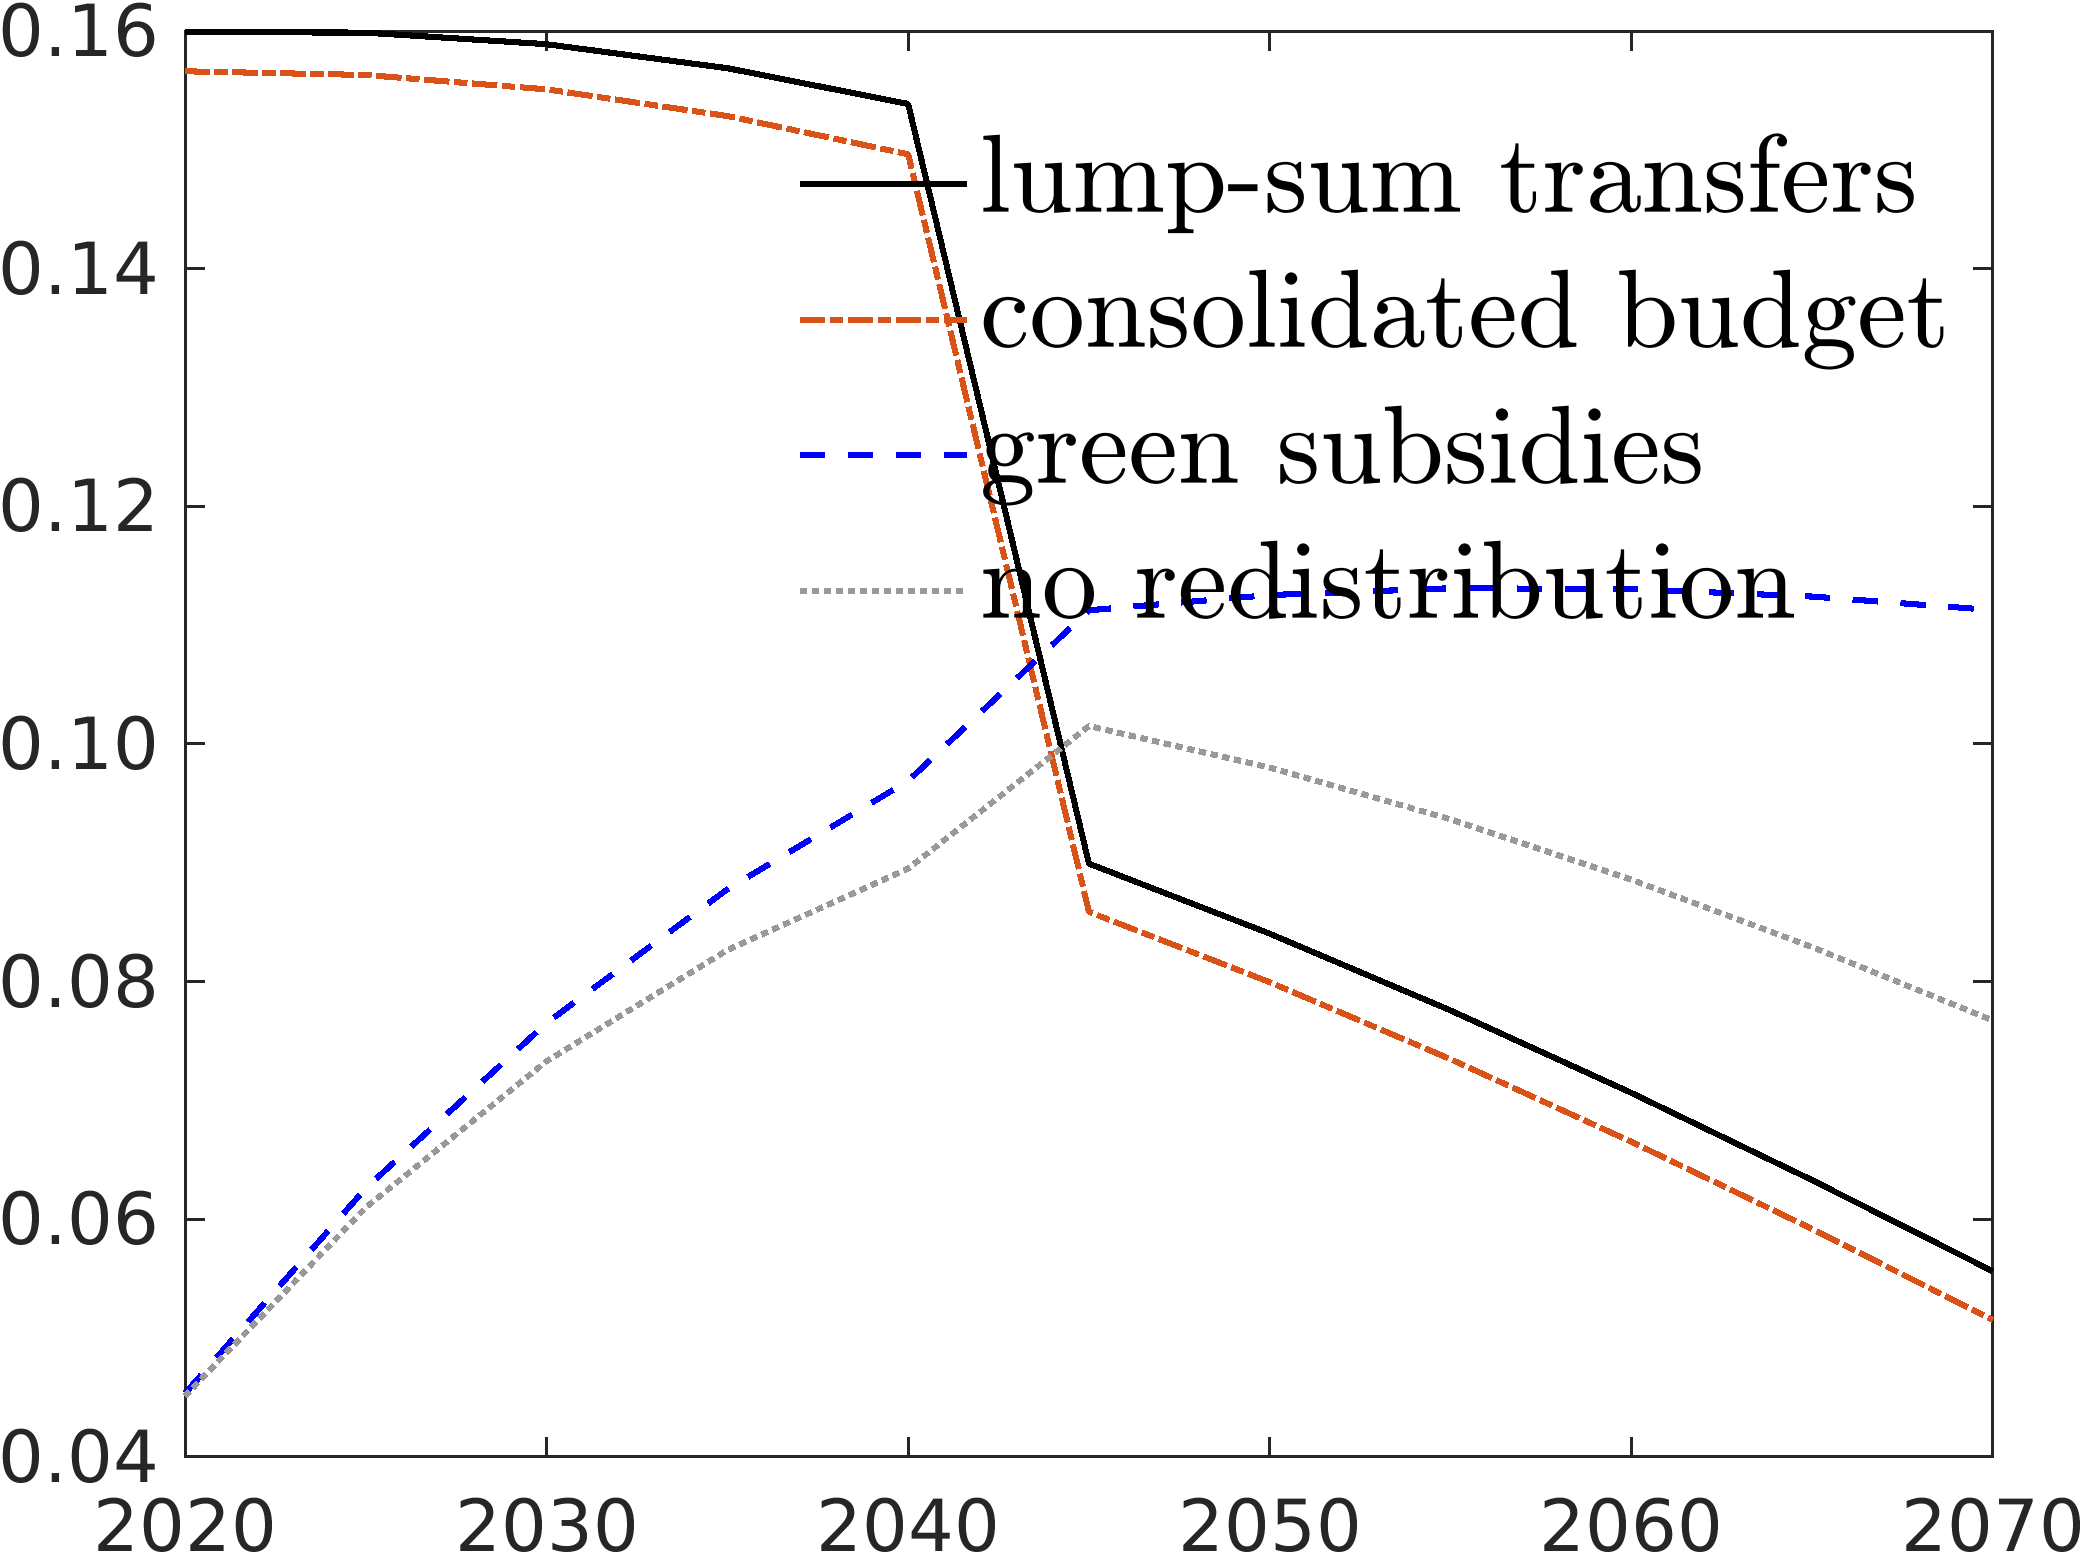 0.16
0.14
0.12
0.10
0.08
0.06
0.04
lump-sum transfers
consolidated budget
green subsidies
no redistribution
2020 2030 2040 2050 2060 2070